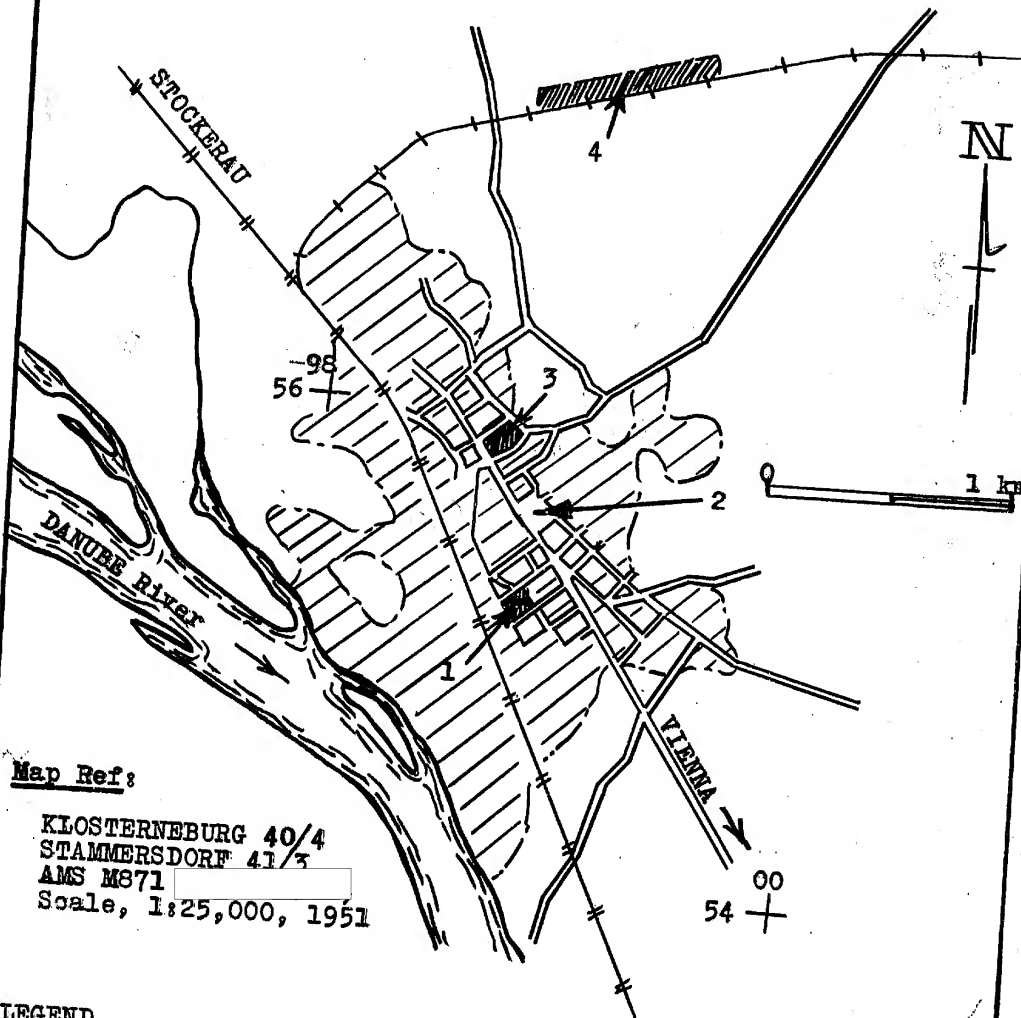 STOCKERAU
4
N
98
56
3
0 1 km
2
DANUBE River
1
VIENNA
Map Ref:
KLOSTERNEBURG 40/4
STAMMERSDORF 41/3
AMS M871
Scale, 1:25,000, 1951
00
54
LEGEND